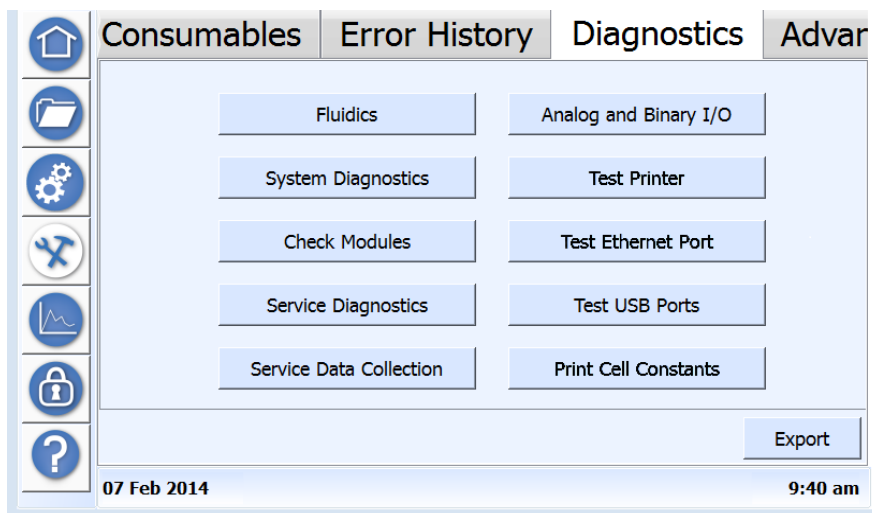 Consumables Error History Diagnostics Advan
Fluidics Analog and Binary I/O
System Diagnostics Test Printer
Check Modules Test Ethernet Port
Service Diagnostics Test USB Ports
Service Data Collection Print Cell Constants
Export
07 Feb 2014 9:40 am